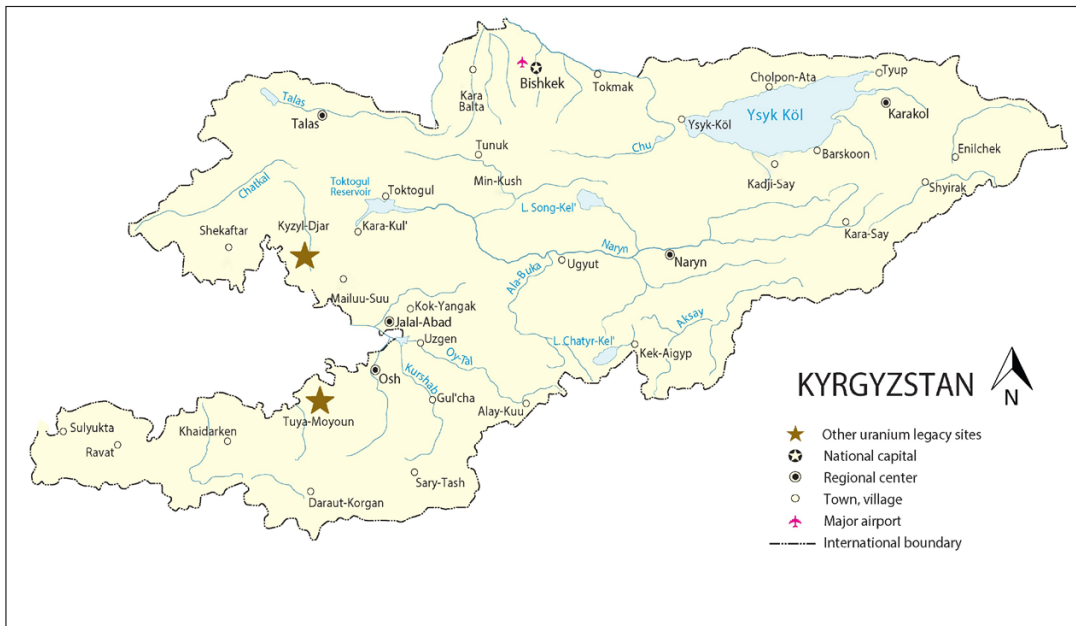 Cholpon-Ata
Tyup
Bishkek
Tokmak
Kara
Balta
Talas
Talas
Ysyk Köl
Karakol
Ysyk-Köl
Chu
Tunuk
Barskoon
Enilchek
Min-Kush
Kadji-Say
Shyirak
Chatkal
Toktogul
Reservoir
Toktogul
L. Song-Kel'
Shekaftar
Kyzyl-Djar
Kara-Kul'
Kara-Say
Naryn
Ugyut
Naryn
Ala-Buka
Mailuu-Suu
Kok-Yangak
Jalal-Abad
Aksay
Uzgen
L. Chatyr-Kel'
Kek-Aigyp
Oy-Tal
Osh
Kurshab
Gul'cha
Alay-Kuu
Tuya-Moyoun
Sulyukta
Khaidarken
Ravat
Sary-Tash
Daraut-Korgan
KYRGYZSTAN
N
Other uranium legacy sites
National capital
Regional center
Town, village
Major airport
International boundary